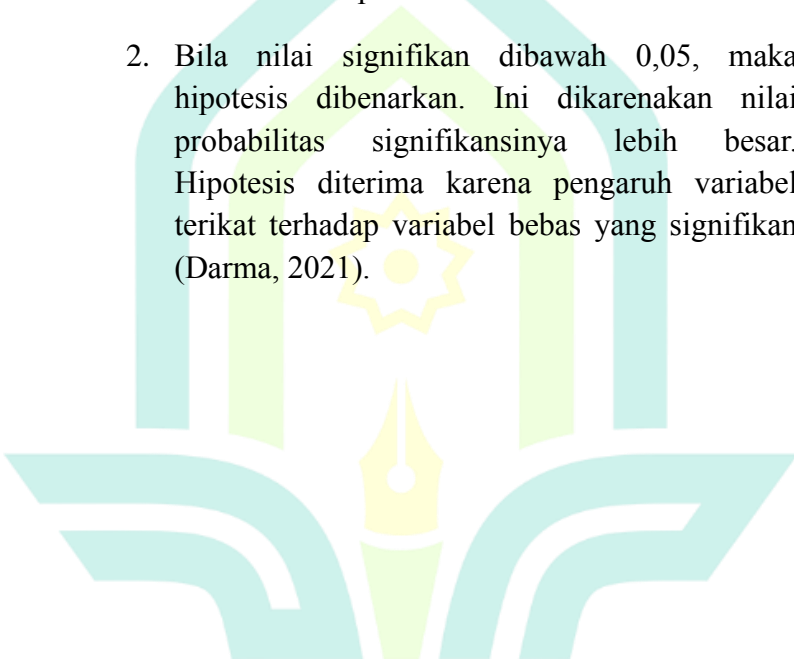 2. Bila nilai signifikan dibawah 0,05, maka
hipotesis dibenarkan. Ini dikarenakan nilai
probabilitas signifikansinya lebih besar.
Hipotesis diterima karena pengaruh variabel
terikat terhadap variabel bebas yang signifikan
(Darma, 2021).